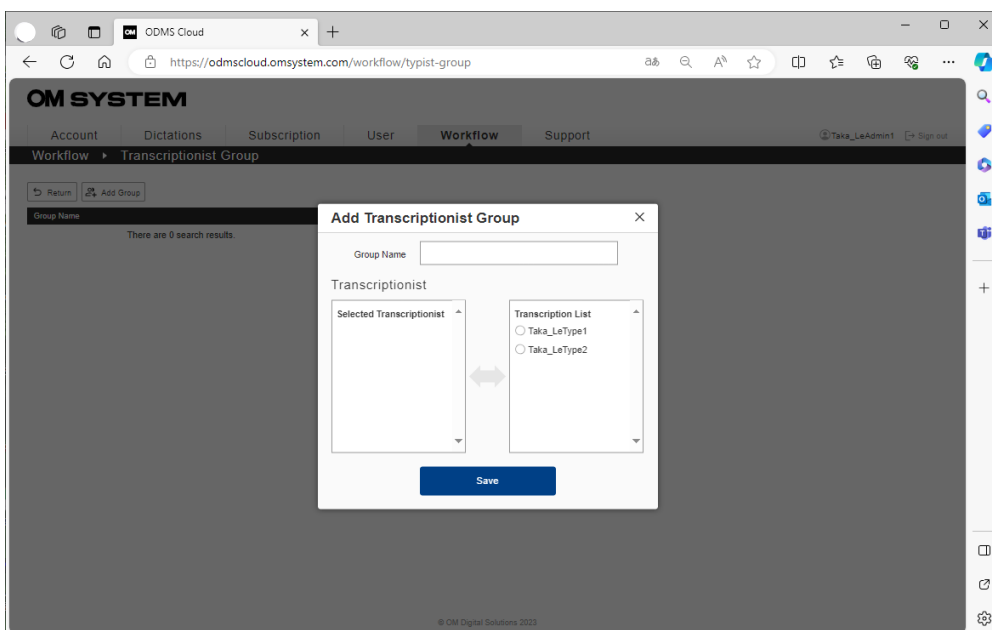 OM ODMS Cloud
https://odmscloud.omsystem.com/workflow/typist-group
OM SYSTEM
Account Dictations Subscription User Workflow Support Taka_LeAdmin1 Sign out
Workflow Transcriptionist Group
Return Add Group
Group Name
There are 0 search results.
Add Transcriptionist Group
Group Name
Transcriptionist
Selected Transcriptionist Transcription List
Taka_LeType1
Taka_LeType2
Save
© OM Digital Solutions 2023